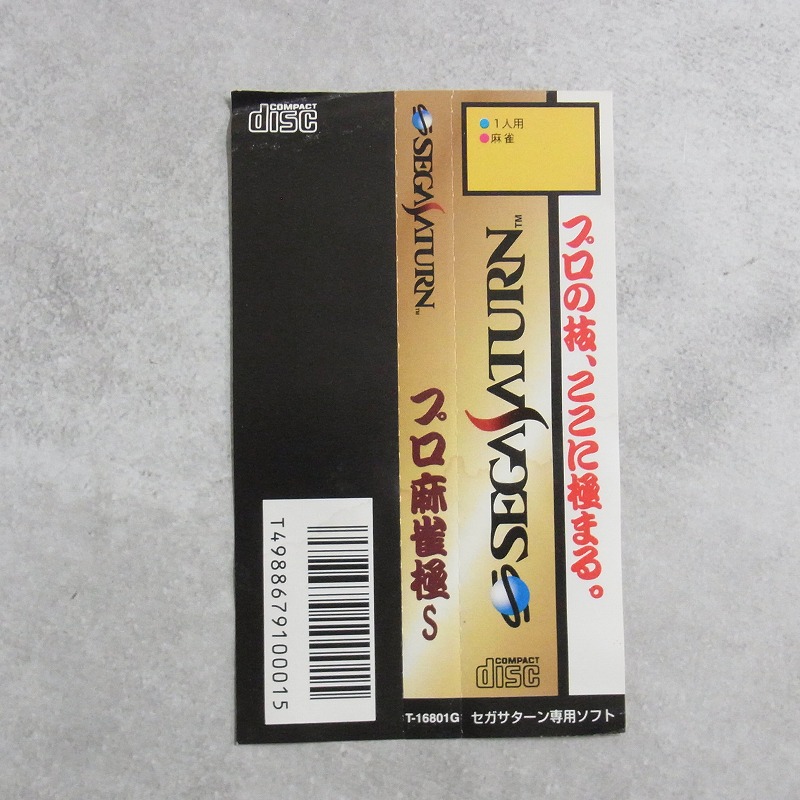 COMPACT
disc
T4988679100015
SEGA SATURN™
プロ麻雀極S
T-16801G
●1人用
●麻雀
SEGA SATURN™
COMPACT
disc
プロの技、ここに極まる。
セガサターン専用ソフト